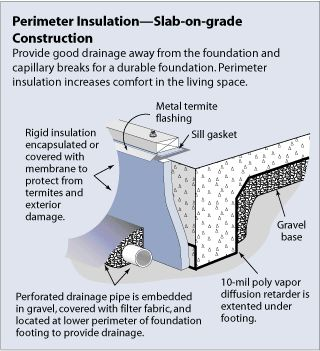 Perimeter Insulation—Slab-on-grade
Construction
Provide good drainage away from the foundation and
capillary breaks for a durable foundation. Perimeter
insulation increases comfort in the living space.
Metal termite
flashing
Sill gasket
Rigid insulation
encapsulated or
covered with
membrane to
protect from
termites and
exterior
damage.
Gravel
base
Perforated drainage pipe is embedded
in gravel, covered with filter fabric, and
located at lower perimeter of foundation
footing to provide drainage.
10-mil poly vapor
diffusion retarder is
extented under
footing.